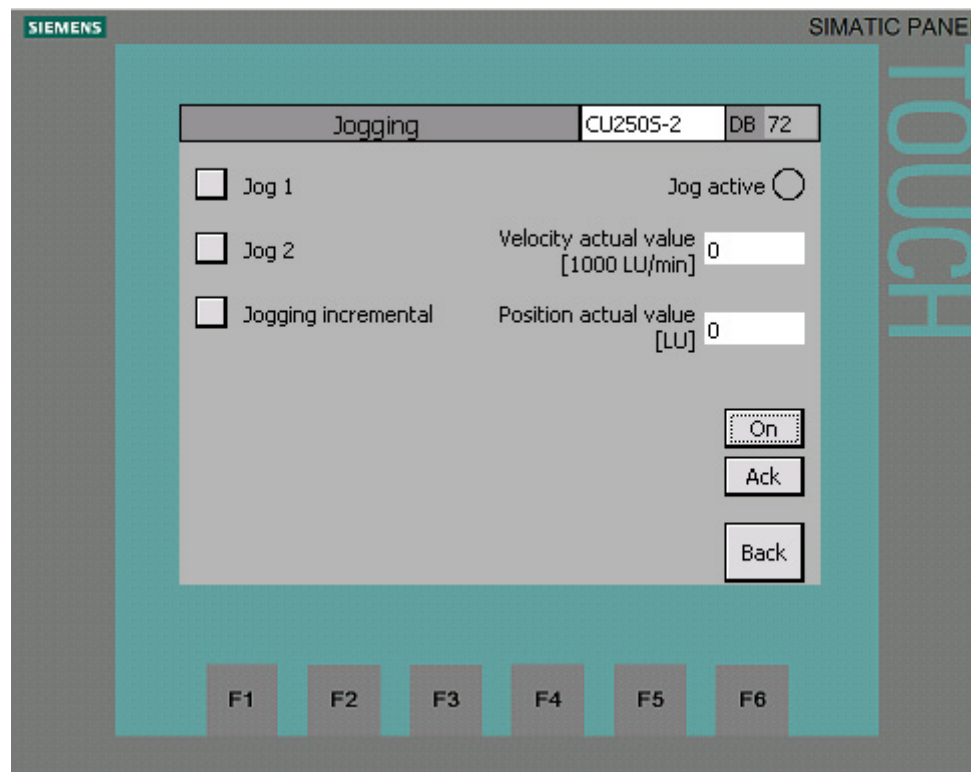 SIEMENS
SIMATIC PANE
TOUCH
Jogging CU250S-2 DB 72
Jog 1
Jog active
Jog 2
Velocity actual value
[1000 LU/min]
0
Jogging incremental
Position actual value
[LU]
0
On
Ack
Back
F1 F2 F3 F4 F5 F6